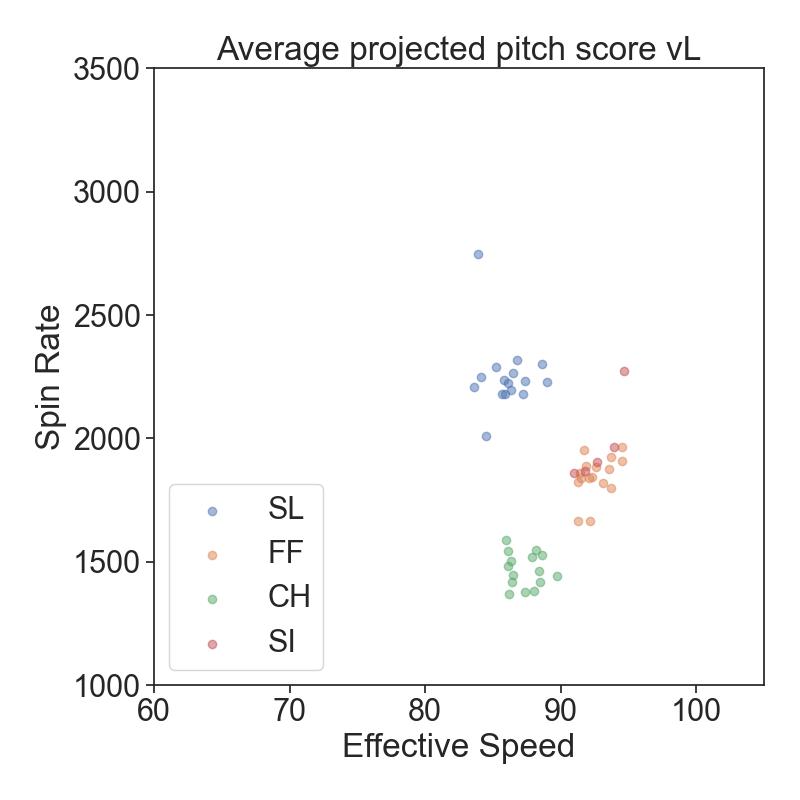 Average projected pitch score vL
3500
3000
2500
2000
1500
1000
Spin Rate
SL
FF
CH
SI
60
70
80
90
100
Effective Speed